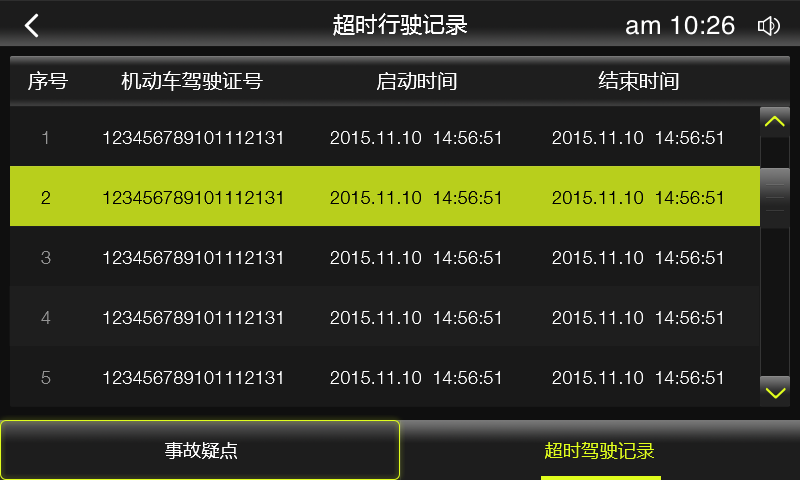 超时行驶记录 am 10:26
序号 机动车驾驶证号 启动时间 结束时间
1 123456789101112131 2015.11.10 14:56:51 2015.11.10 14:56:51
2 123456789101112131 2015.11.10 14:56:51 2015.11.10 14:56:51
3 123456789101112131 2015.11.10 14:56:51 2015.11.10 14:56:51
4 123456789101112131 2015.11.10 14:56:51 2015.11.10 14:56:51
5 123456789101112131 2015.11.10 14:56:51 2015.11.10 14:56:51
事故疑点 超时驾驶记录